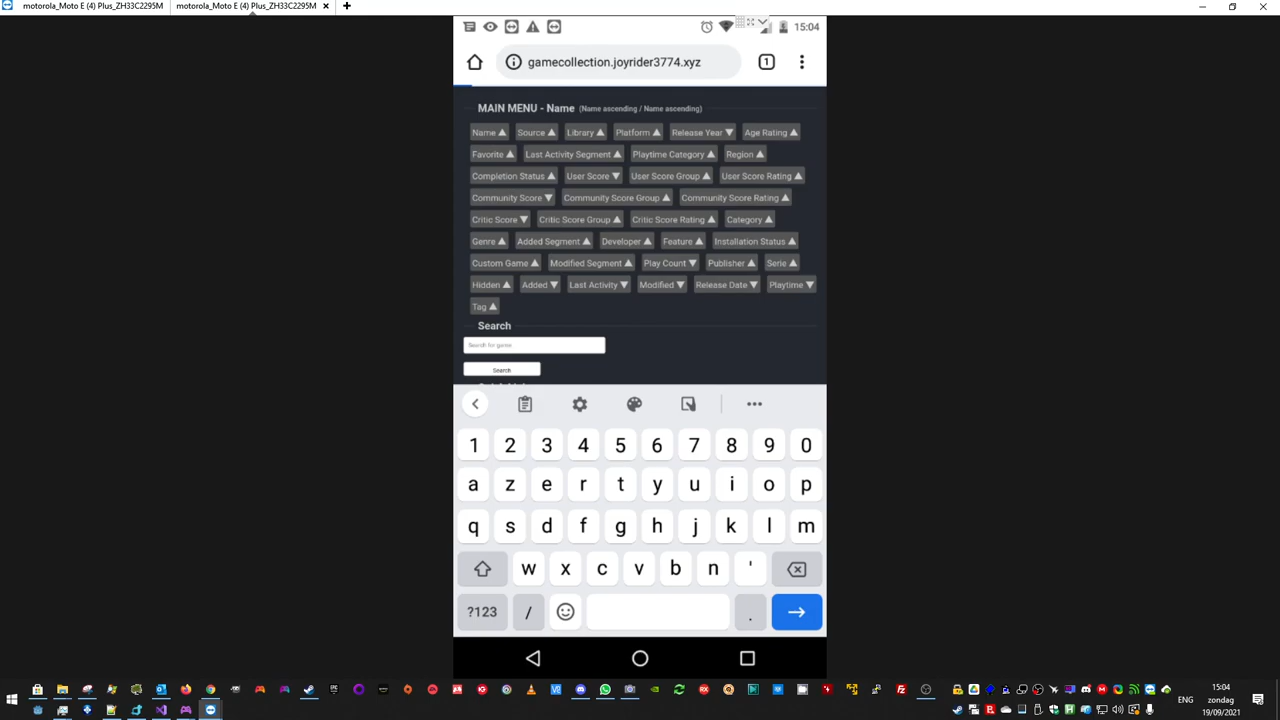 motorola_Moto E (4) Plus_ZH33C2295M motorola_Moto E (4) Plus_ZH33C2295M × +
15:04
gamecollection.joyrider3774.xyz 1
MAIN MENU - Name (Name ascending / Name ascending)
Name ▲ Source ▲ Library ▲ Platform ▲ Release Year ▼ Age Rating ▲
Favorite ▲ Last Activity Segment ▲ Playtime Category ▲ Region ▲
Completion Status ▲ User Score ▼ User Score Group ▲ User Score Rating ▲
Community Score ▼ Community Score Group ▲ Community Score Rating ▲
Critic Score ▼ Critic Score Group ▲ Critic Score Rating ▲ Category ▲
Genre ▲ Added Segment ▲ Developer ▲ Feature ▲ Installation Status ▲
Custom Game ▲ Modified Segment ▲ Play Count ▼ Publisher ▲ Serie ▲
Hidden ▲ Added ▼ Last Activity ▼ Modified ▼ Release Date ▼ Playtime ▼
Tag ▲
Search
Search for game
Search
1 2 3 4 5 6 7 8 9 0
a z e r t y u i o p
q s d f g h j k l m
w x c v b n '
?123 / .
ENG
15:04
zondag
19/09/2021